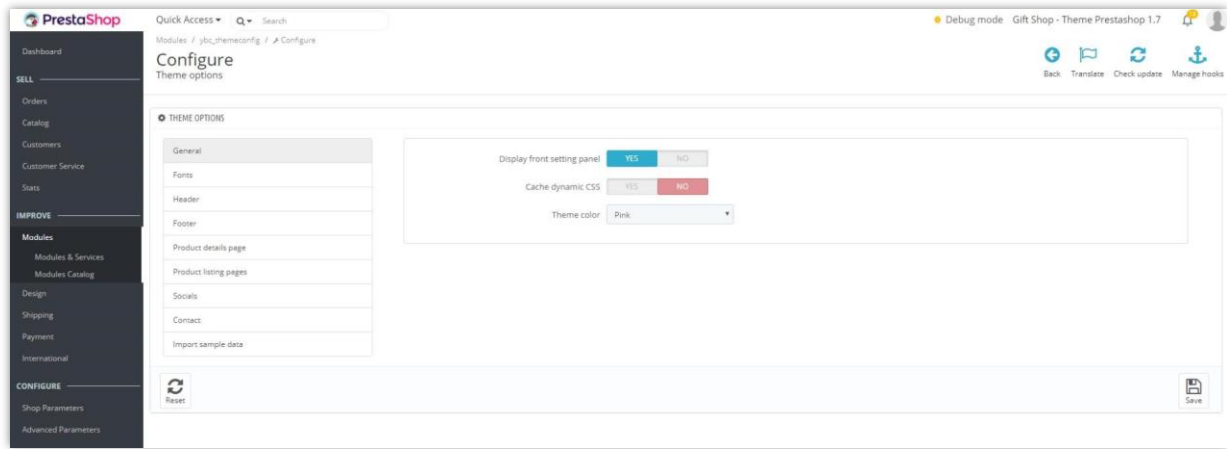 PrestaShop
Quick Access
Search
Debug mode
Gift Shop - Theme Prestashop 1.7
Modules / ybc_themeconfig / Configure
Configure
Theme options
Back
Translate
Check update
Manage hooks
Dashboard
SELL
Orders
Catalog
Customers
Customer Service
Stats
IMPROVE
Modules
Modules & Services
Modules Catalog
Design
Shipping
Payment
International
CONFIGURE
Shop Parameters
Advanced Parameters
THEME OPTIONS
General
Fonts
Header
Footer
Product details page
Product listing pages
Socials
Contact
Import sample data
Display front setting panel YES NO
Cache dynamic CSS YES NO
Theme color Pink
Reset
Save